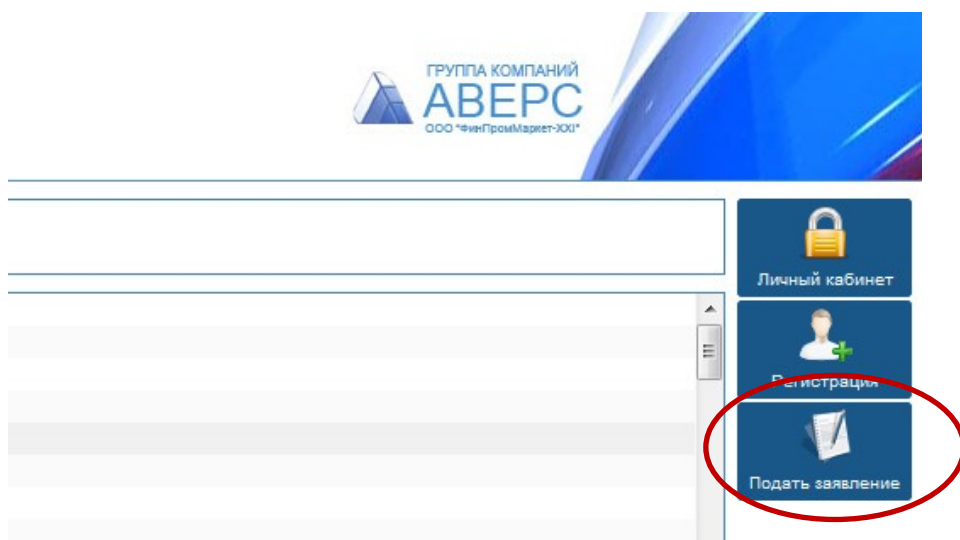 ГРУППА КОМПАНИЙ
АВЕРС
ООО "ФинПромМаркет-XXI"
Личный кабинет
Регистрация
Подать заявление